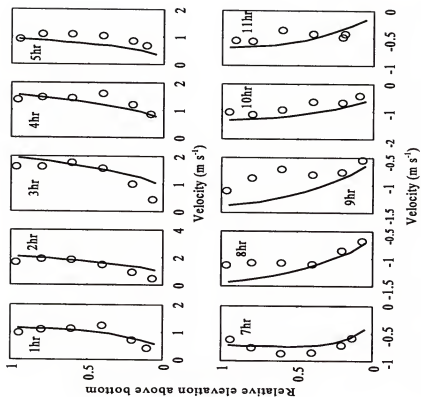 1hr 2hr 3hr 4hr 5hr
1
0.5
0
0 1 2 0 2 4 0 1 2 0 1 2 0 1 2
Velocity (m s⁻¹)
7hr 8hr 9hr 10hr 11hr
1
0.5
0
-1 -0.5 -1.5 -1 -0.5 -1.5 -1 -0.5 -2 -1 -1 -0.5 0
Velocity (m s⁻¹)
Relative elevation above bottom